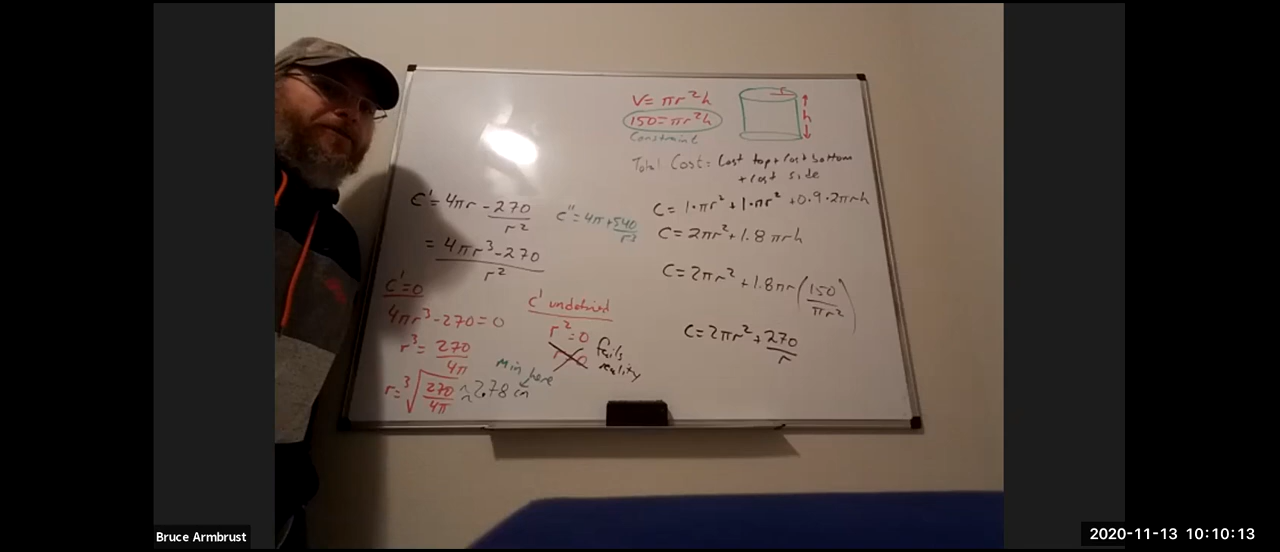 V = πr²h
r
150 = πr²h
h
Constraint
Total Cost = Cost top + Cost bottom
+ cost side
C = 1·πr² + 1·πr² + 0.9·2πrh
C = 2πr² + 1.8πrh
C = 2πr² + 1.8πr(150/πr²)
C = 2πr² + 270/r
C' = 4πr - 270/r²
= 4πr³-270/r²
C'' = 4π + 540/r³
C'=0
4πr³-270=0
r³ = 270/4π
r = ³√270/4π ≈ 2.78 cm
Min here
C' undefined
r²=0
r=0
fails
reality
Bruce Armbrust
2020-11-13 10:10:13